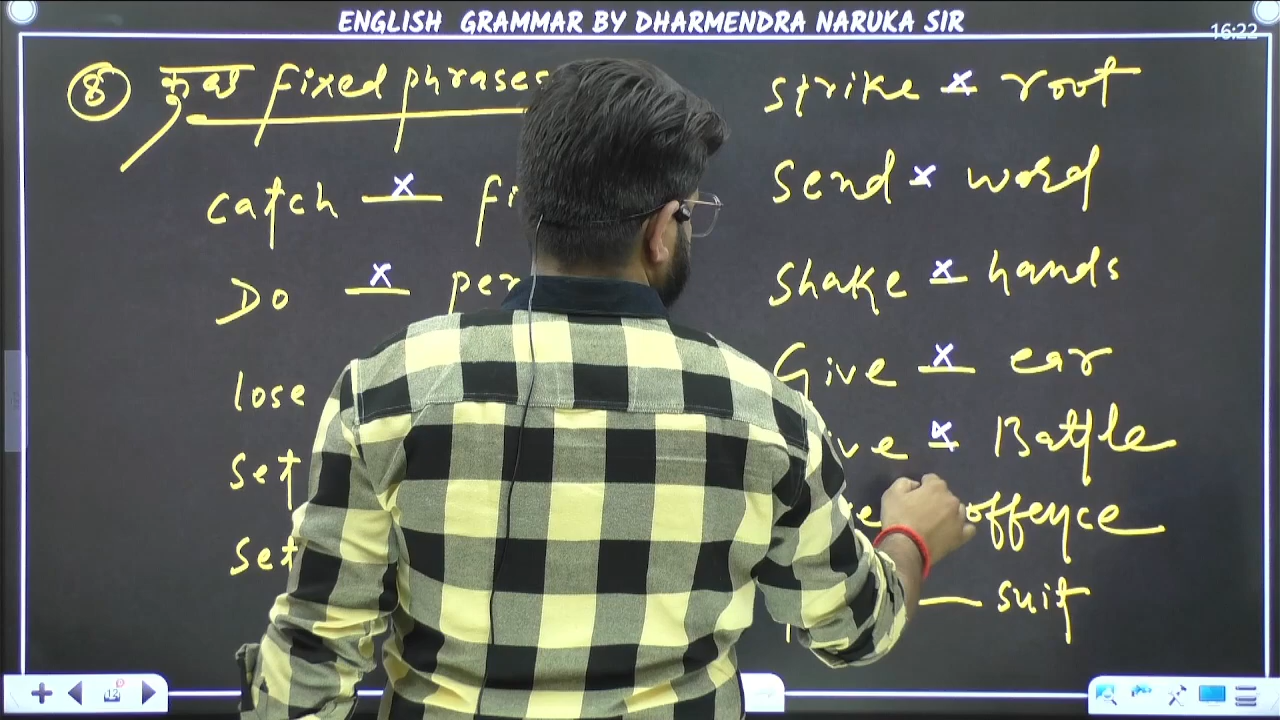 ENGLISH GRAMMAR BY DHARMENDRA NARUKA SIR
16:22
8 कुछ fixed phrases
catch x
Do x
lose
set
set
strike x root
Send x word
Shake x hands
Give x ear
x Battle
offence
suit